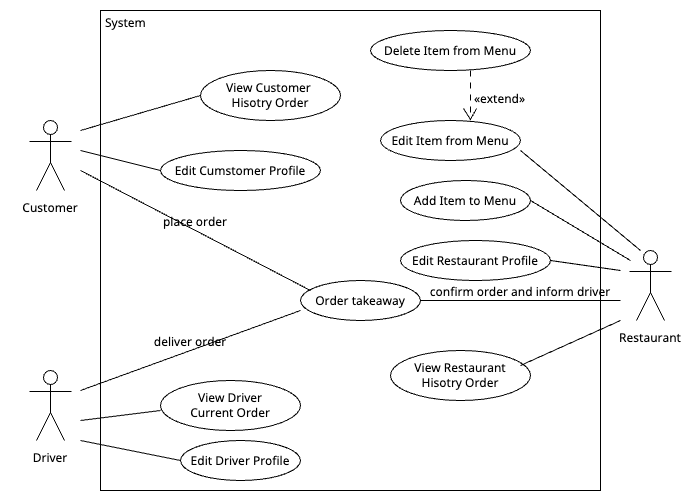 System
Delete Item from Menu
View Customer
Hisotry Order
«extend»
Edit Item from Menu
Edit Cumstomer Profile
Customer
Add Item to Menu
place order
Edit Restaurant Profile
Order takeaway
confirm order and inform driver
Restaurant
deliver order
View Restaurant
Hisotry Order
View Driver
Current Order
Driver
Edit Driver Profile